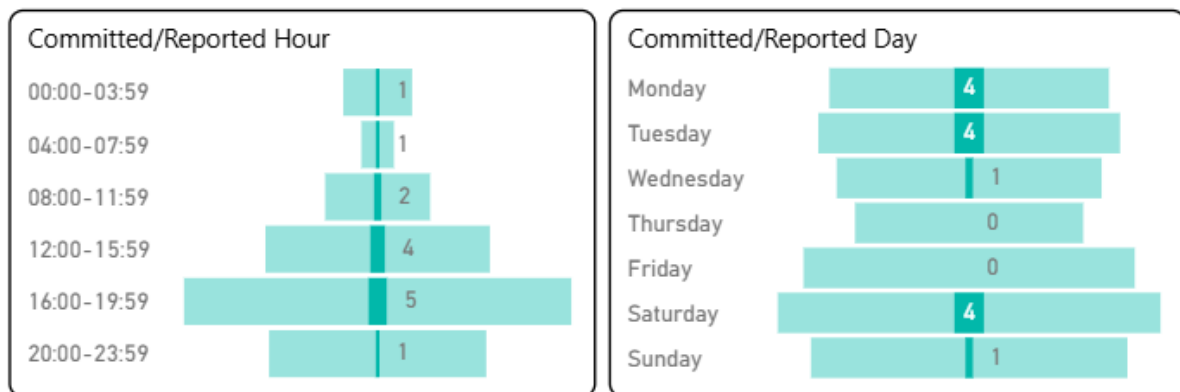 Committed/Reported Hour
00:00-03:59 1
04:00-07:59 1
08:00-11:59 2
12:00-15:59 4
16:00-19:59 5
20:00-23:59 1
Committed/Reported Day
Monday 4
Tuesday 4
Wednesday 1
Thursday 0
Friday 0
Saturday 4
Sunday 1